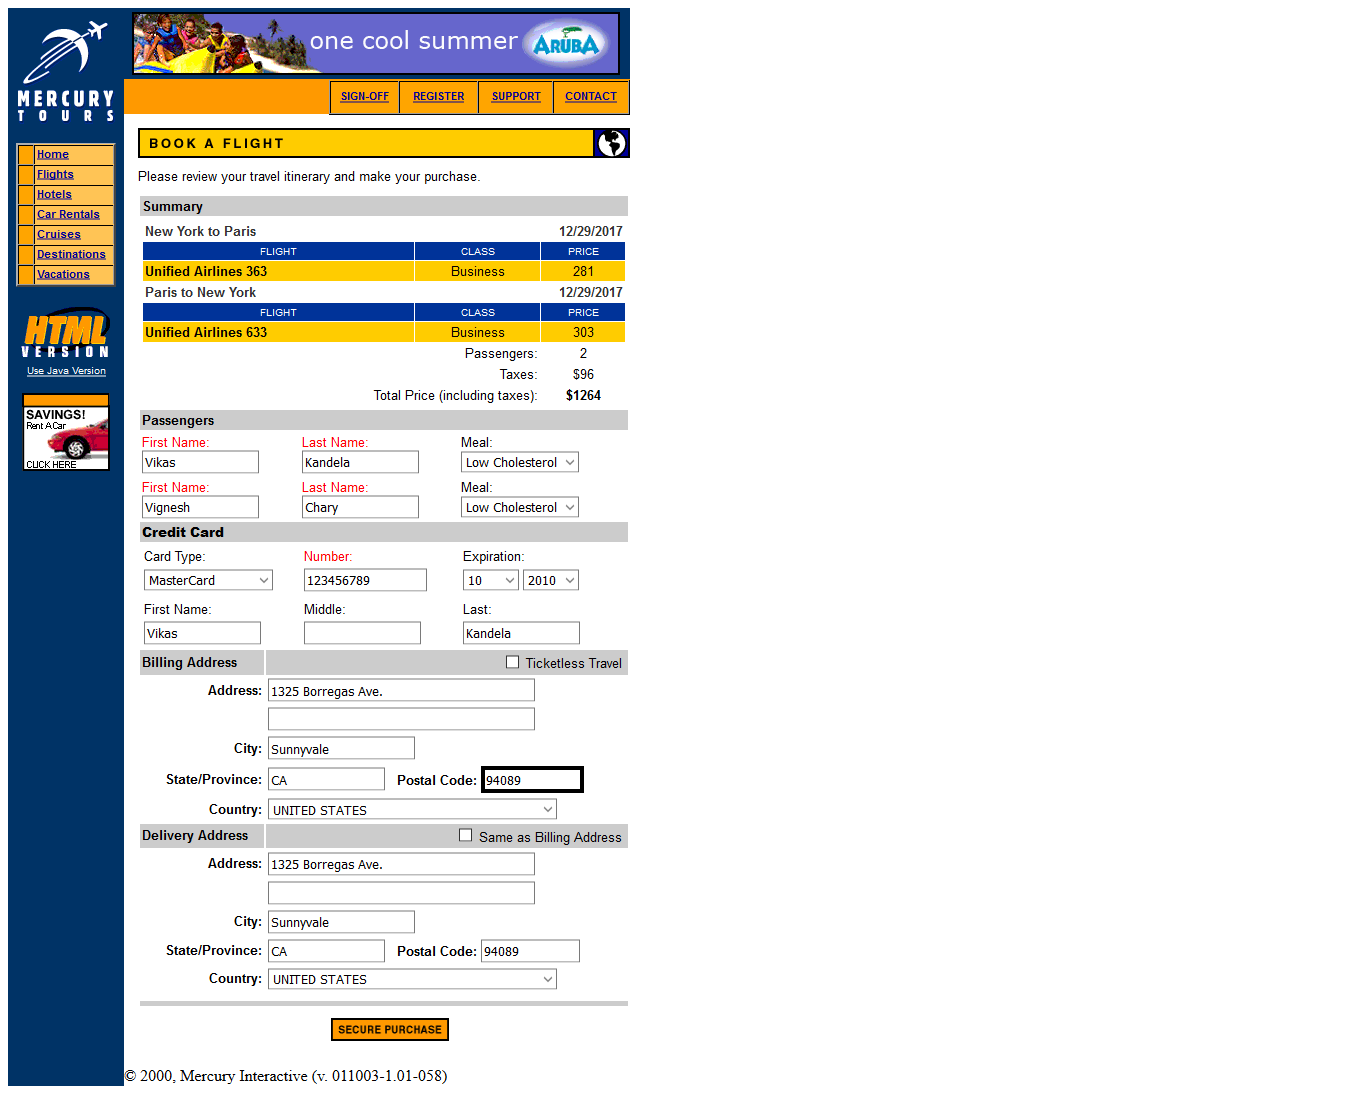 one cool summer ARUBA
MERCURY
TOURS
SIGN-OFF REGISTER SUPPORT CONTACT
BOOK A FLIGHT
Home
Flights
Hotels
Car Rentals
Cruises
Destinations
Vacations
HTML
VERSION
Use Java Version
SAVINGS!
Rent A Car
CLICK HERE
Please review your travel itinerary and make your purchase.
Summary
New York to Paris 12/29/2017
FLIGHT CLASS PRICE
Unified Airlines 363 Business 281
Paris to New York 12/29/2017
FLIGHT CLASS PRICE
Unified Airlines 633 Business 303
Passengers: 2
Taxes: $96
Total Price (including taxes): $1264
Passengers
First Name: Last Name: Meal:
Vikas Kandela Low Cholesterol
First Name: Last Name: Meal:
Vignesh Chary Low Cholesterol
Credit Card
Card Type: Number: Expiration:
MasterCard 123456789 10 2010
First Name: Middle: Last:
Vikas Kandela
Billing Address Ticketless Travel
Address: 1325 Borregas Ave.
City: Sunnyvale
State/Province: CA Postal Code: 94089
Country: UNITED STATES
Delivery Address Same as Billing Address
Address: 1325 Borregas Ave.
City: Sunnyvale
State/Province: CA Postal Code: 94089
Country: UNITED STATES
SECURE PURCHASE
© 2000, Mercury Interactive (v. 011003-1.01-058)